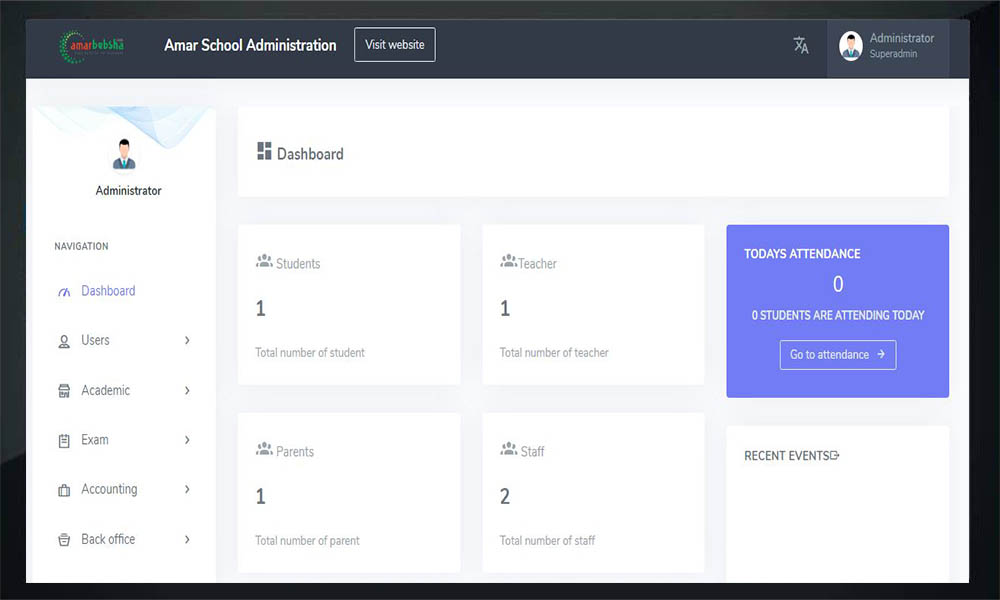 amarbebsha
Amar School Administration
Visit website
Administrator
Superadmin
Administrator
NAVIGATION
Dashboard
Users
Academic
Exam
Accounting
Back office
Dashboard
Students
1
Total number of student
Teacher
1
Total number of teacher
Parents
1
Total number of parent
Staff
2
Total number of staff
TODAYS ATTENDANCE
0
0 STUDENTS ARE ATTENDING TODAY
Go to attendance
RECENT EVENTS